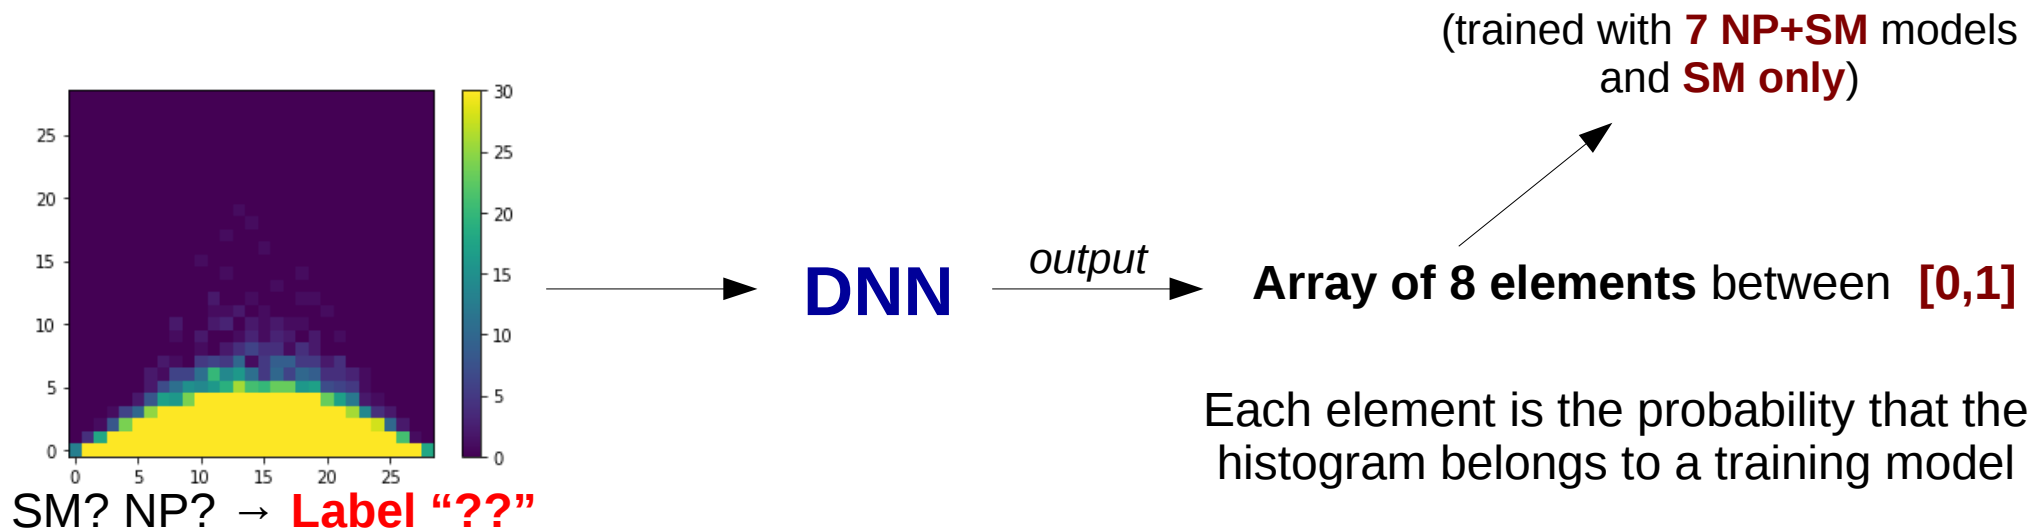 (trained with 7 NP+SM models
and SM only)
30
25
20
15
10
5
0
25
20
15
10
5
0
0 5 10 15 20 25
SM? NP? → Label “??”
DNN
output
Array of 8 elements between [0,1]
Each element is the probability that the
histogram belongs to a training model